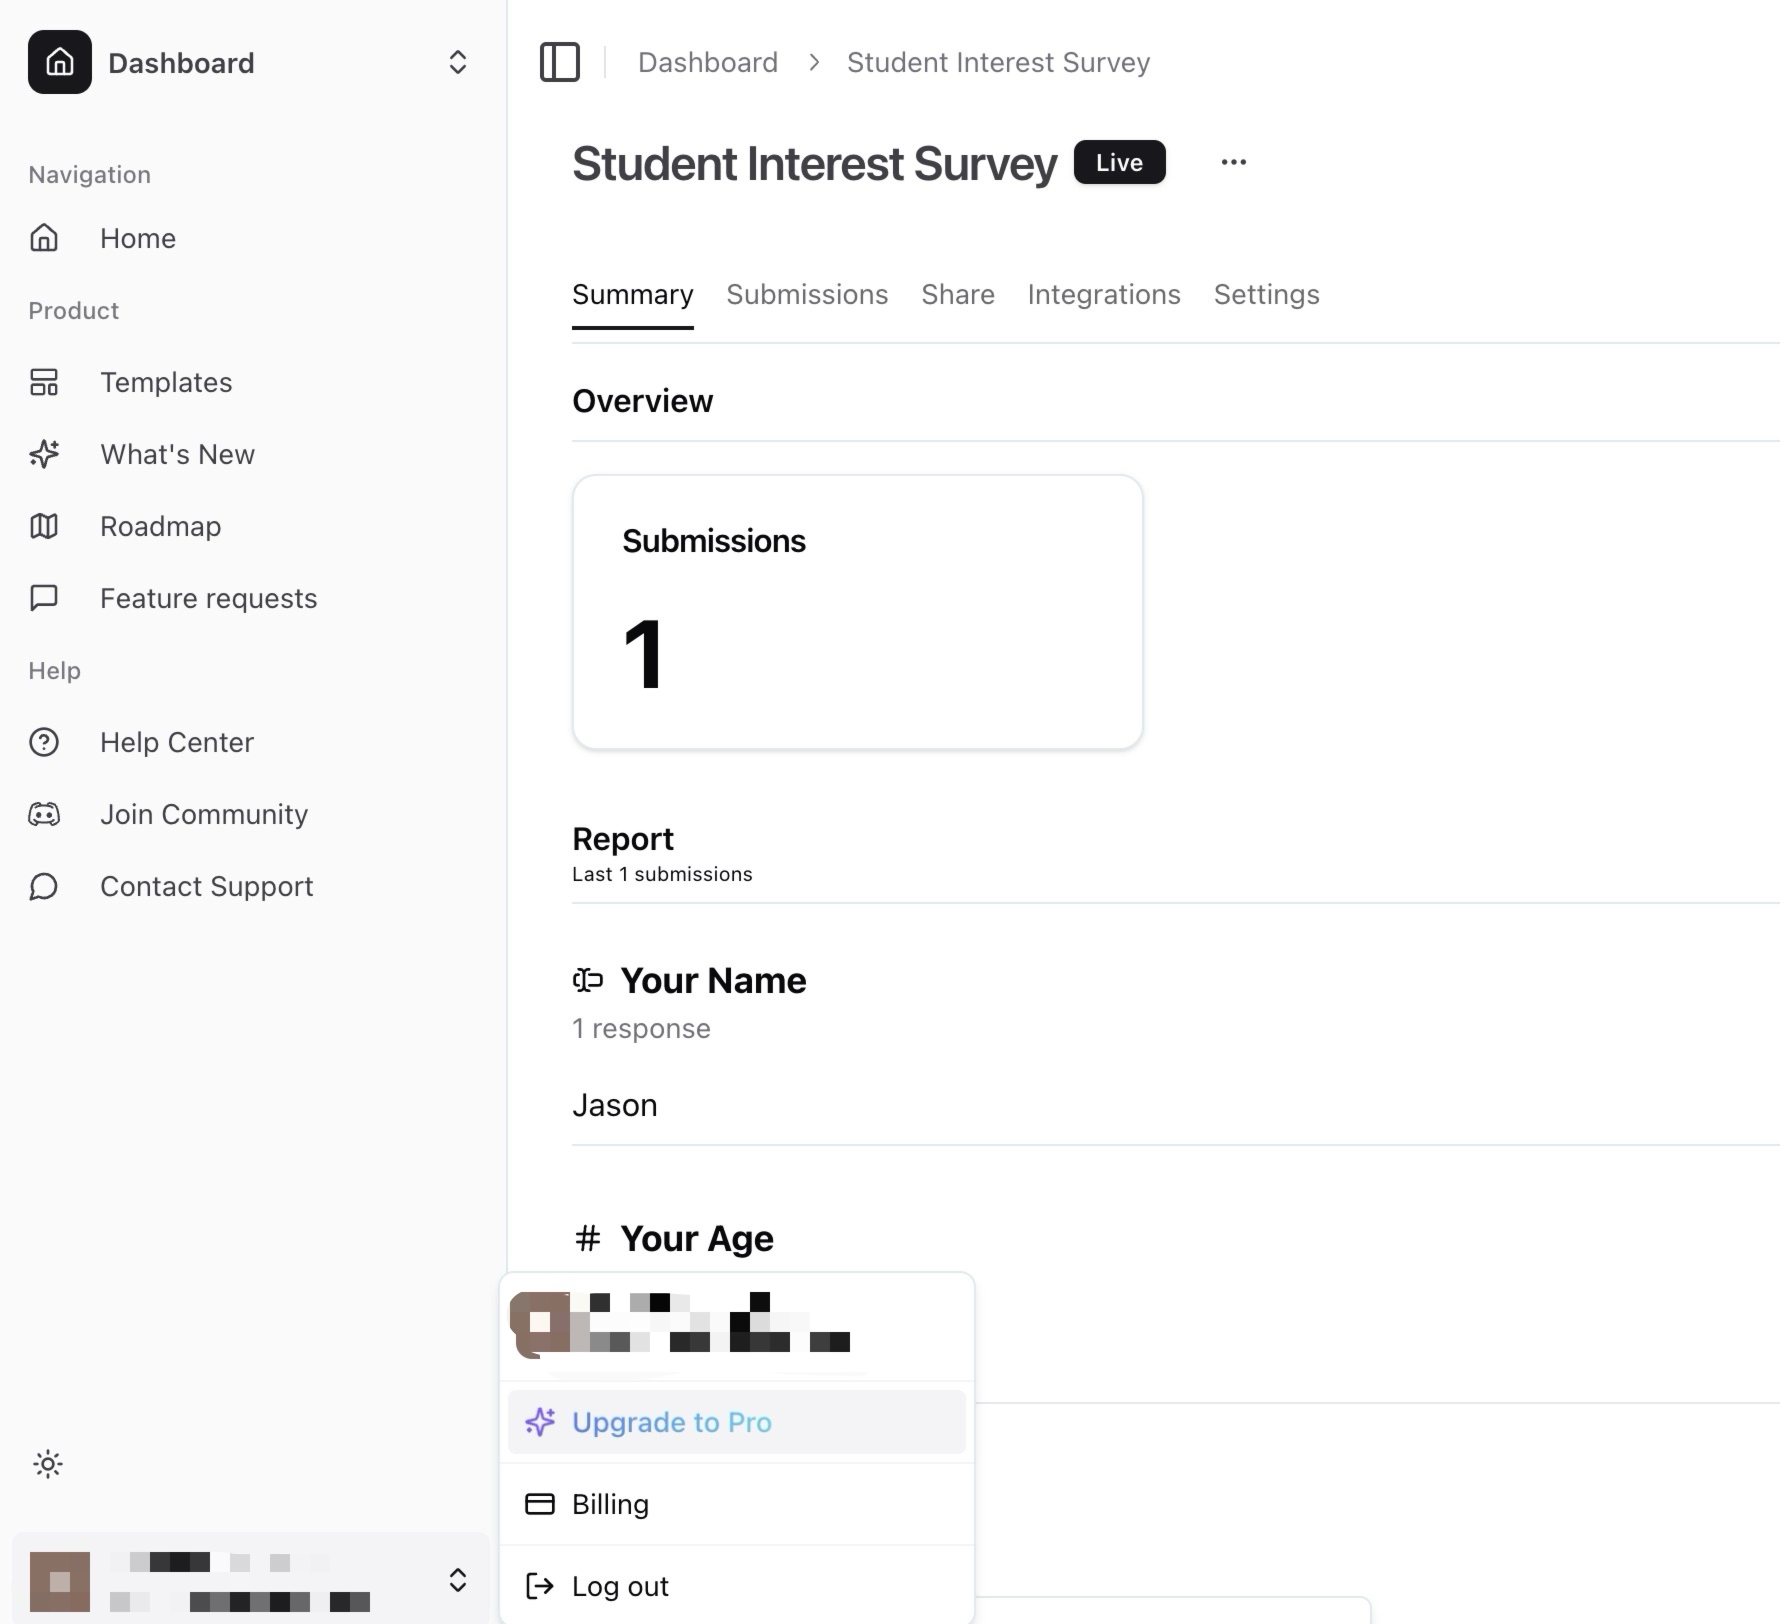 Dashboard
Navigation
Home
Product
Templates
What's New
Roadmap
Feature requests
Help
Help Center
Join Community
Contact Support
Dashboard > Student Interest Survey
Student Interest Survey Live ...
Summary Submissions Share Integrations Settings
Overview
Submissions
1
Report
Last 1 submissions
Your Name
1 response
Jason
# Your Age
Upgrade to Pro
Billing
Log out